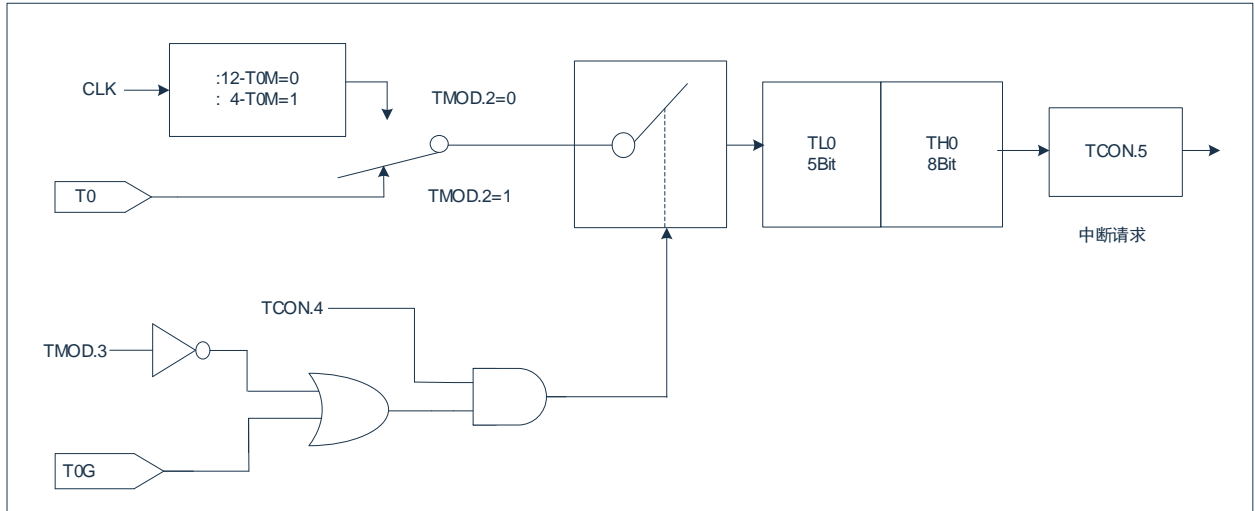 CLK
:12-T0M=0
: 4-T0M=1
TMOD.2=0
T0
TMOD.2=1
TL0
5Bit
TH0
8Bit
TCON.5
中断请求
TCON.4
TMOD.3
T0G